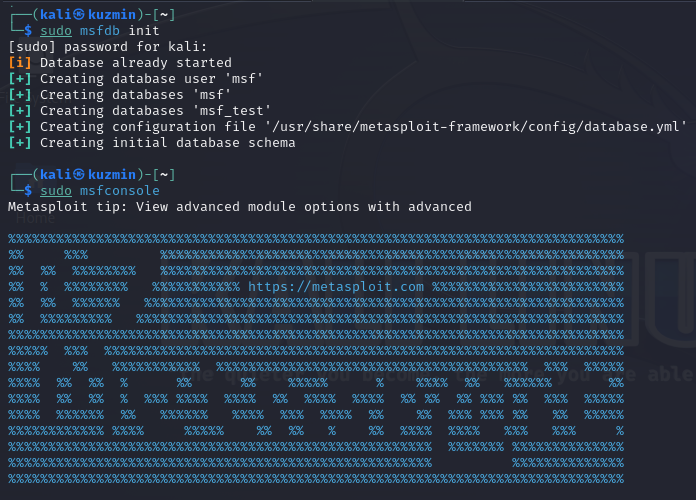 ┌──(kali㉿kuzmin)-[~]
└─$ sudo msfdb init
[sudo] password for kali:
[i] Database already started
[+] Creating database user 'msf'
[+] Creating databases 'msf'
[+] Creating databases 'msf_test'
[+] Creating configuration file '/usr/share/metasploit-framework/config/database.yml'
[+] Creating initial database schema
┌──(kali㉿kuzmin)-[~]
└─$ sudo msfconsole
Metasploit tip: View advanced module options with advanced
https://metasploit.com